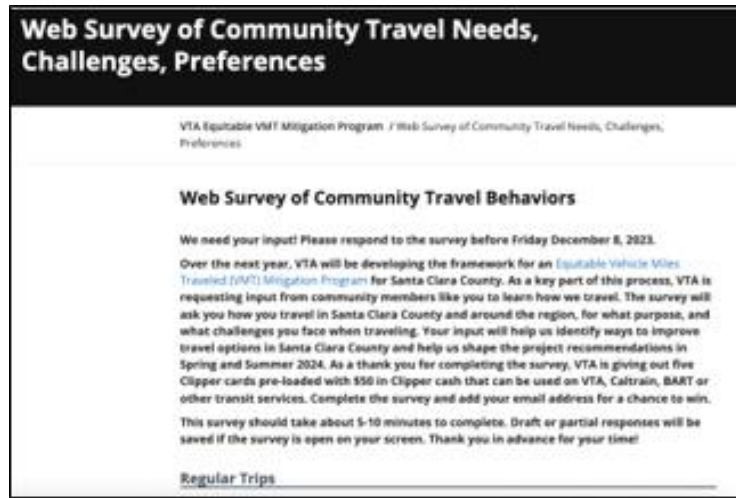 Web Survey of Community Travel Needs,
Challenges, Preferences
VTA Equitable VMT Mitigation Program / Web Survey of Community Travel Needs, Challenges,
Preferences
Web Survey of Community Travel Behaviors
We need your input! Please respond to the survey before Friday December 8, 2023.
Over the next year, VTA will be developing the framework for an Equitable Vehicle Miles
Traveled (VMT) Mitigation Program for Santa Clara County. As a key part of this process, VTA is
requesting input from community members like you to learn how we travel. The survey will
ask you how you travel in Santa Clara County and around the region, for what purpose, and
what challenges you face when traveling. Your input will help us identify ways to improve
travel options in Santa Clara County and help us shape the project recommendations in
Spring and Summer 2024. As a thank you for completing the survey, VTA is giving out five
Clipper cards pre-loaded with $50 in Clipper cash that can be used on VTA, Caltrain, BART or
other transit services. Complete the survey and add your email address for a chance to win.
This survey should take about 5-10 minutes to complete. Draft or partial responses will be
saved if the survey is open on your screen. Thank you in advance for your time!
Regular Trips